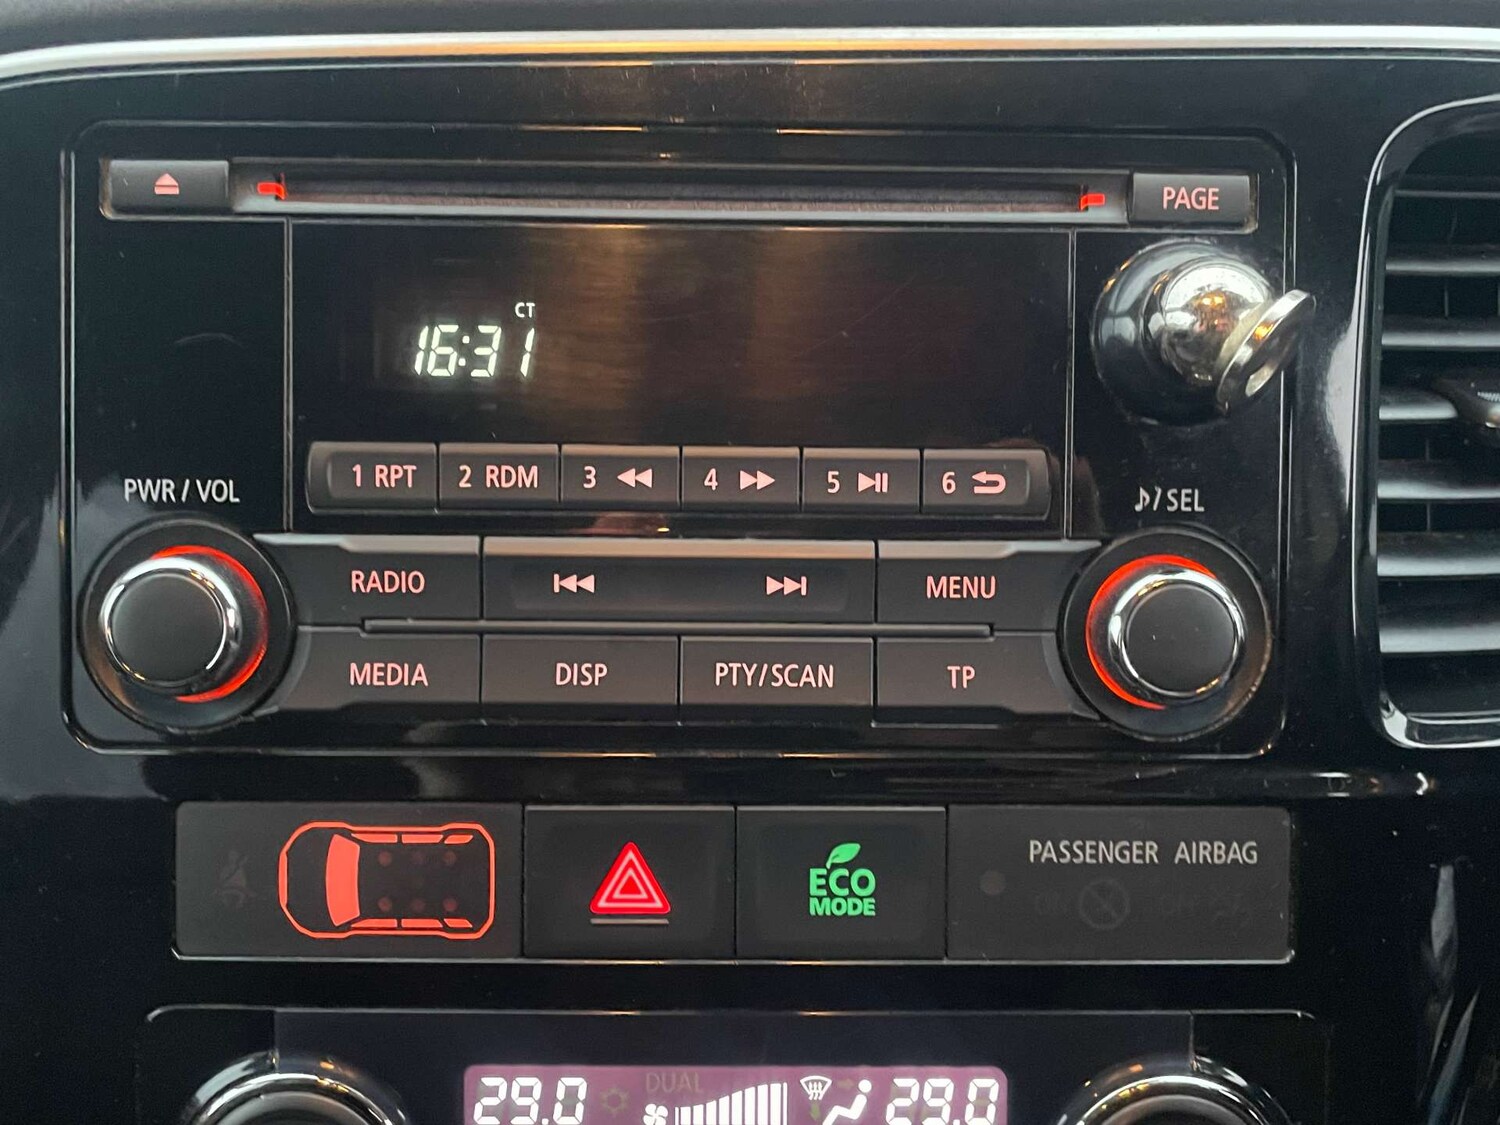 PAGE
CT
16:31
1 RPT 2 RDM 3 4 5 6
PWR / VOL
/ SEL
RADIO MENU
MEDIA DISP PTY/SCAN TP
ECO
MODE
PASSENGER AIRBAG
DUAL
29.0 29.0